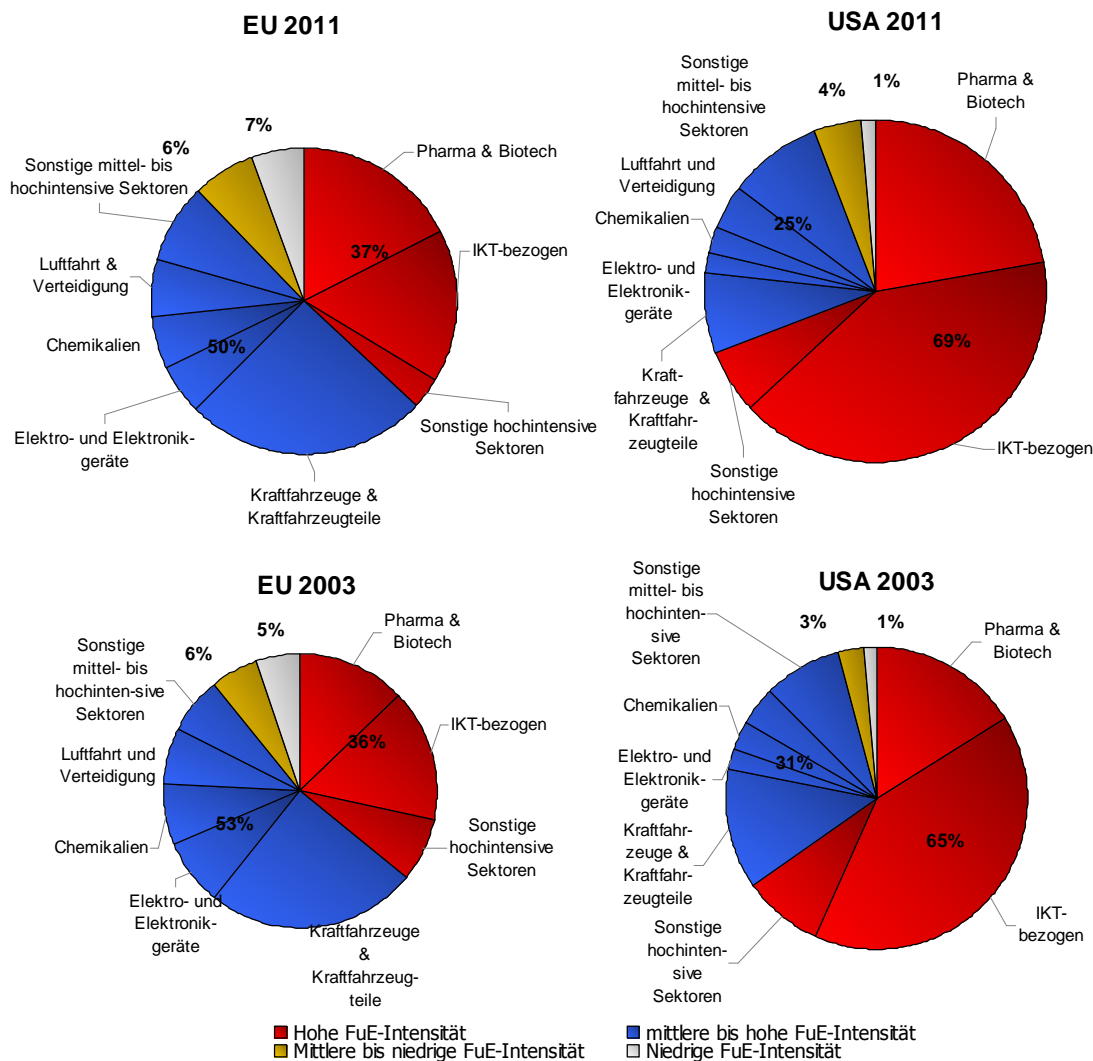 EU 2011
7%
6%
Pharma & Biotech
Sonstige mittel- bis
hochintensive Sektoren
37%
IKT-bezogen
Luftfahrt &
Verteidigung
Chemikalien
50%
Elektro- und Elektronik-
geräte
Sonstige hochintensive
Sektoren
Kraftfahrzeuge &
Kraftfahrzeugteile
USA 2011
Sonstige
mittel- bis
hochintensive
Sektoren
4%
1%
Pharma &
Biotech
Luftfahrt und
Verteidigung
Chemikalien
25%
Elektro- und
Elektronik-
geräte
69%
Kraft-
fahrzeuge &
Kraftfahr-
zeugteile
IKT-bezogen
Sonstige
hochintensive
Sektoren
EU 2003
5%
6%
Pharma &
Biotech
Sonstige
mittel- bis
hochinten-sive
Sektoren
36%
IKT-bezogen
Luftfahrt und
Verteidigung
53%
Chemikalien
Sonstige
hochintensive
Sektoren
Elektro- und
Elektronik-
geräte
Kraftfahrzeuge
&
Kraftfahrzeug-
teile
USA 2003
Sonstige
mittel- bis
hochinten-
sive
Sektoren
3%
1%
Pharma &
Biotech
Chemikalien
Elektro- und
Elektronik-
geräte
31%
Kraftfahr-
zeuge &
Kraftfahr-
zeugteile
65%
Sonstige
hochinten-
sive
Sektoren
IKT-
bezogen
Hohe FuE-Intensität
mittlere bis hohe FuE-Intensität
Mittlere bis niedrige FuE-Intensität
Niedrige FuE-Intensität